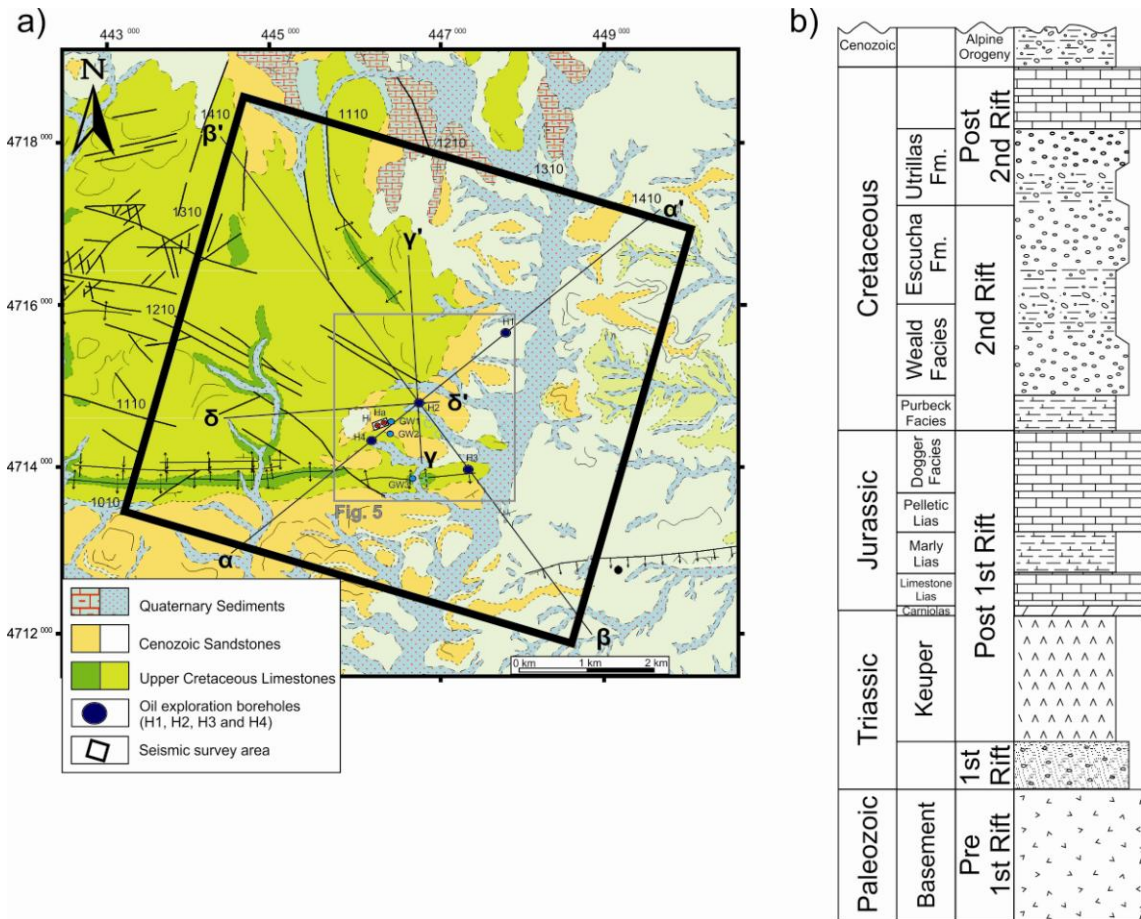 a)
443 000
445 000
447 000
449 000
N
4718 000
4716 000
4714 000
4712 000
1410
1110
1210
1310
1410
β'
α'
γ'
1310
1210
1110
1010
H1
δ
δ'
H2
Ha
H
GW1
GW2
H4
γ
H3
GW3
Fig. 5
α
β
0 km 1 km 2 km
Quaternary Sediments
Cenozoic Sandstones
Upper Cretaceous Limestones
Oil exploration boreholes
(H1, H2, H3 and H4)
Seismic survey area
b)
Cenozoic
Alpine
Orogeny
Cretaceous
Utrillas
Fm.
Escucha
Fm.
Weald
Facies
Purbeck
Facies
Post
2nd Rift
2nd Rift
Jurassic
Dogger
Facies
Pelletic
Lias
Marly
Lias
Limestone
Lias
Post 1st Rift
Triassic
Carniolas
Keuper
1st
Rift
Paleozoic
Basement
Pre
1st Rift